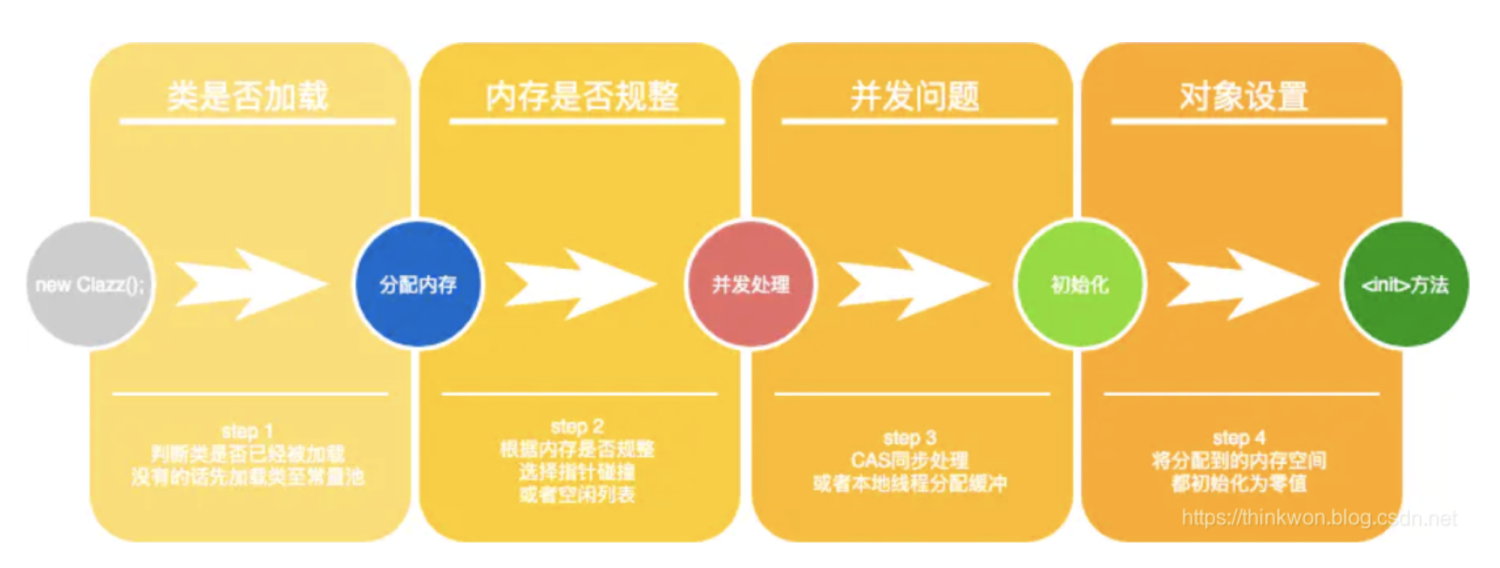 类是否加载
内存是否规整
并发问题
对象设置
new Clazz();
分配内存
并发处理
初始化
<init>方法
step 1
判断类是否已经被加载
没有的话先加载类至常量池
step 2
根据内存是否规整
选择指针碰撞
或者空闲列表
step 3
CAS同步处理
或者本地线程分配缓冲
step 4
将分配到的内存空间
都初始化为零值
https://thinkwon.blog.csdn.net